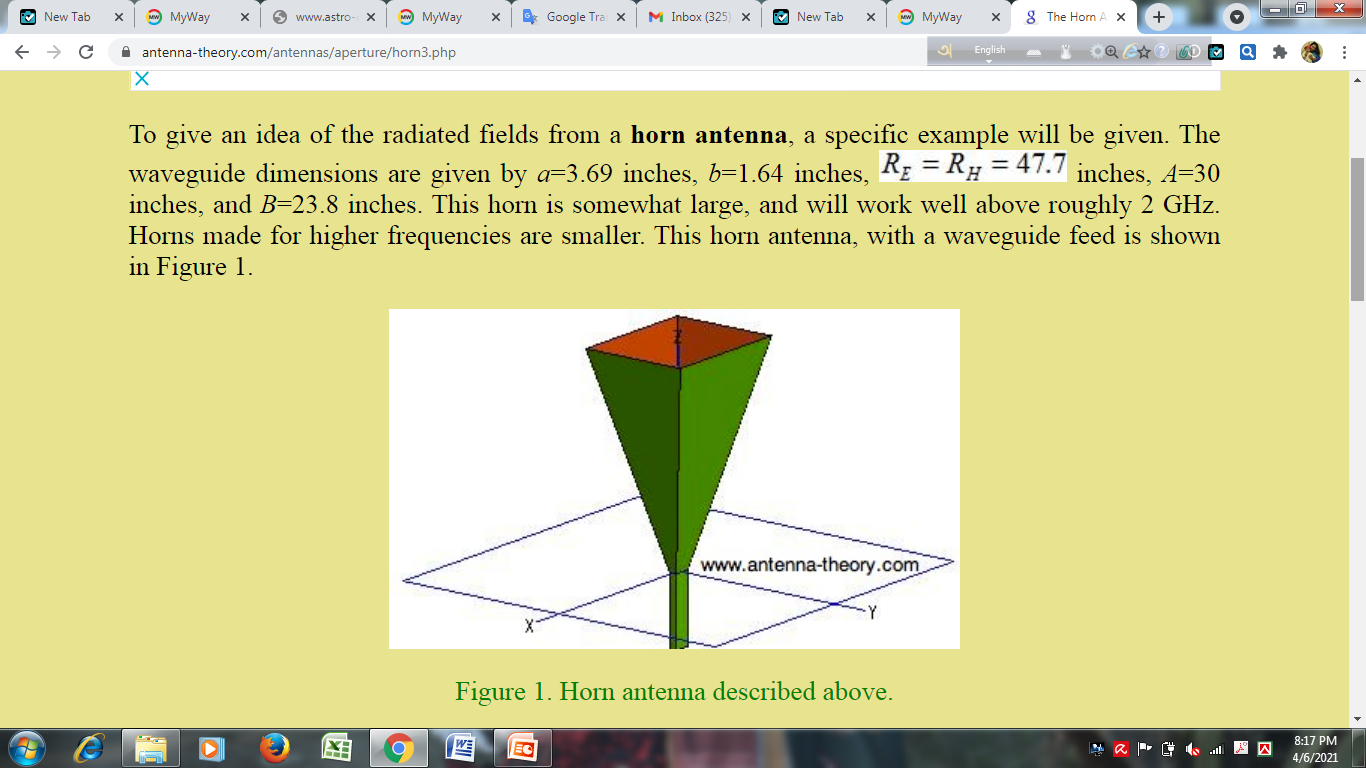 New Tab
MyWay
www.astro-
MyWay
Google Tra
Inbox (325)
New Tab
MyWay
The Horn A
antenna-theory.com/antennas/aperture/horn3.php
English
To give an idea of the radiated fields from a horn antenna, a specific example will be given. The
waveguide dimensions are given by a=3.69 inches, b=1.64 inches, R_E = R_H = 47.7 inches, A=30
inches, and B=23.8 inches. This horn is somewhat large, and will work well above roughly 2 GHz.
Horns made for higher frequencies are smaller. This horn antenna, with a waveguide feed is shown
in Figure 1.
Z
www.antenna-theory.com
X
Y
Figure 1. Horn antenna described above.
8:17 PM
4/6/2021